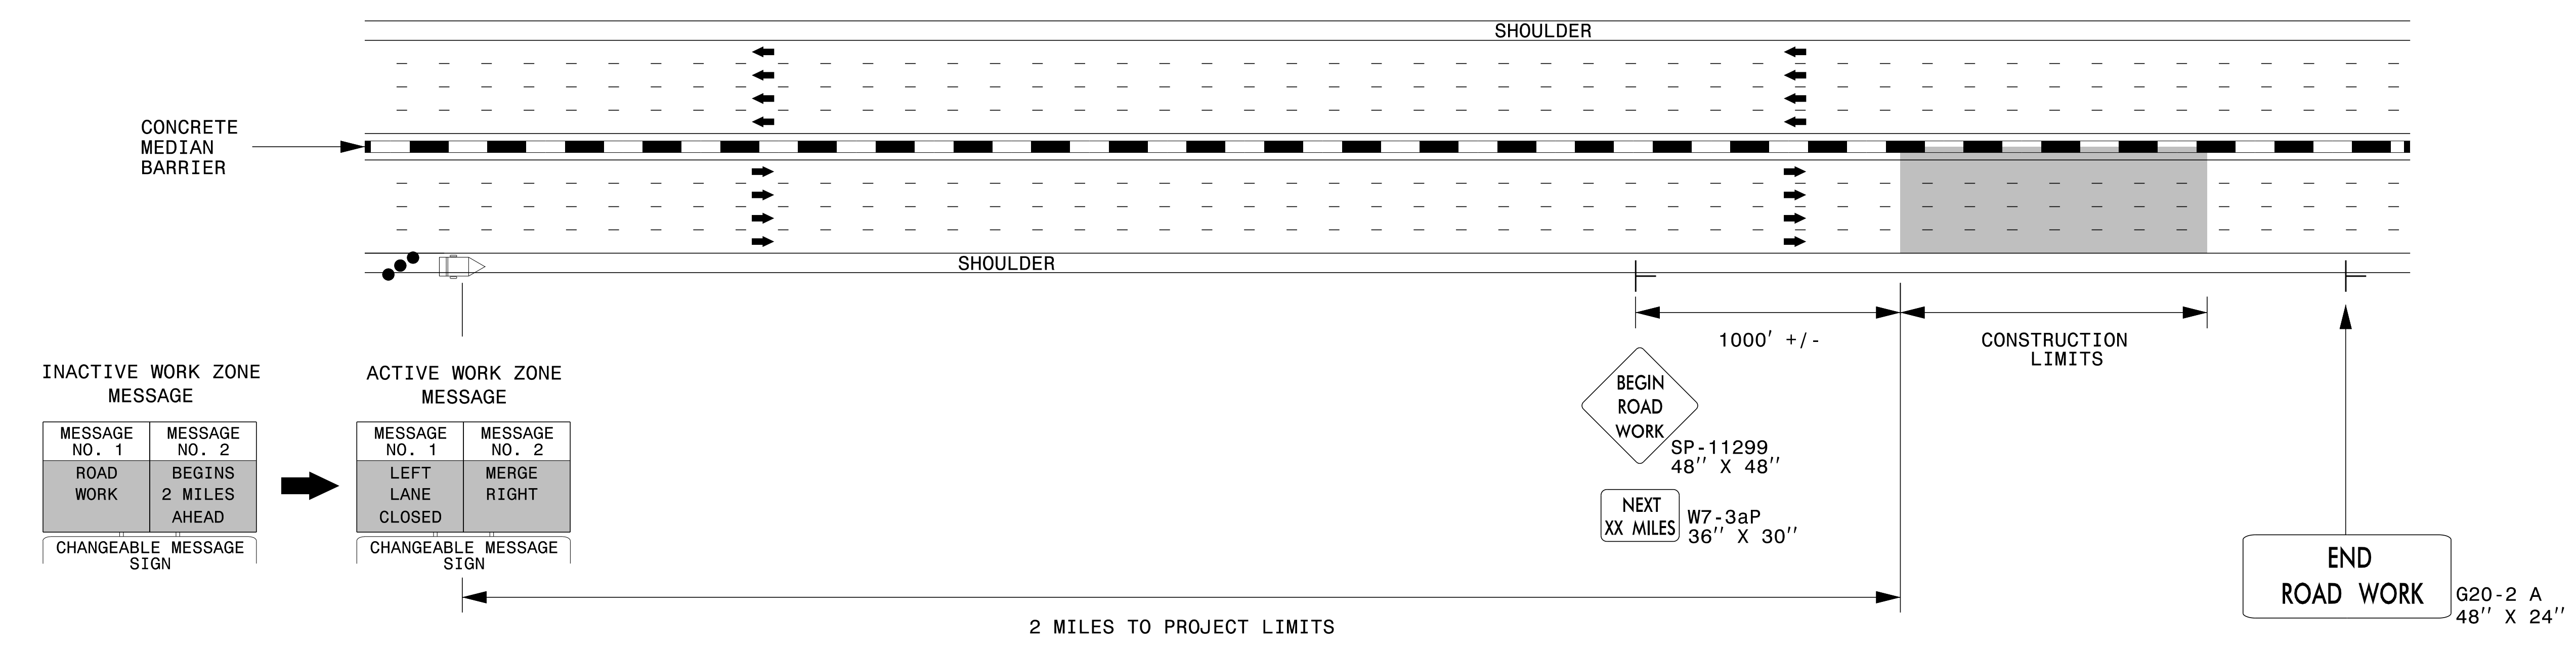 SHOULDER
CONCRETE
MEDIAN
BARRIER
SHOULDER
1000' +/-
CONSTRUCTION
LIMITS
INACTIVE WORK ZONE
MESSAGE
MESSAGE
NO. 1
MESSAGE
NO. 2
ROAD
WORK
BEGINS
2 MILES
AHEAD
CHANGEABLE MESSAGE
SIGN
ACTIVE WORK ZONE
MESSAGE
MESSAGE
NO. 1
MESSAGE
NO. 2
LEFT
LANE
CLOSED
MERGE
RIGHT
CHANGEABLE MESSAGE
SIGN
BEGIN
ROAD
WORK
SP-11299
48'' X 48''
NEXT
XX MILES
W7-3aP
36'' X 30''
END
ROAD WORK
G20-2 A
48'' X 24''
2 MILES TO PROJECT LIMITS